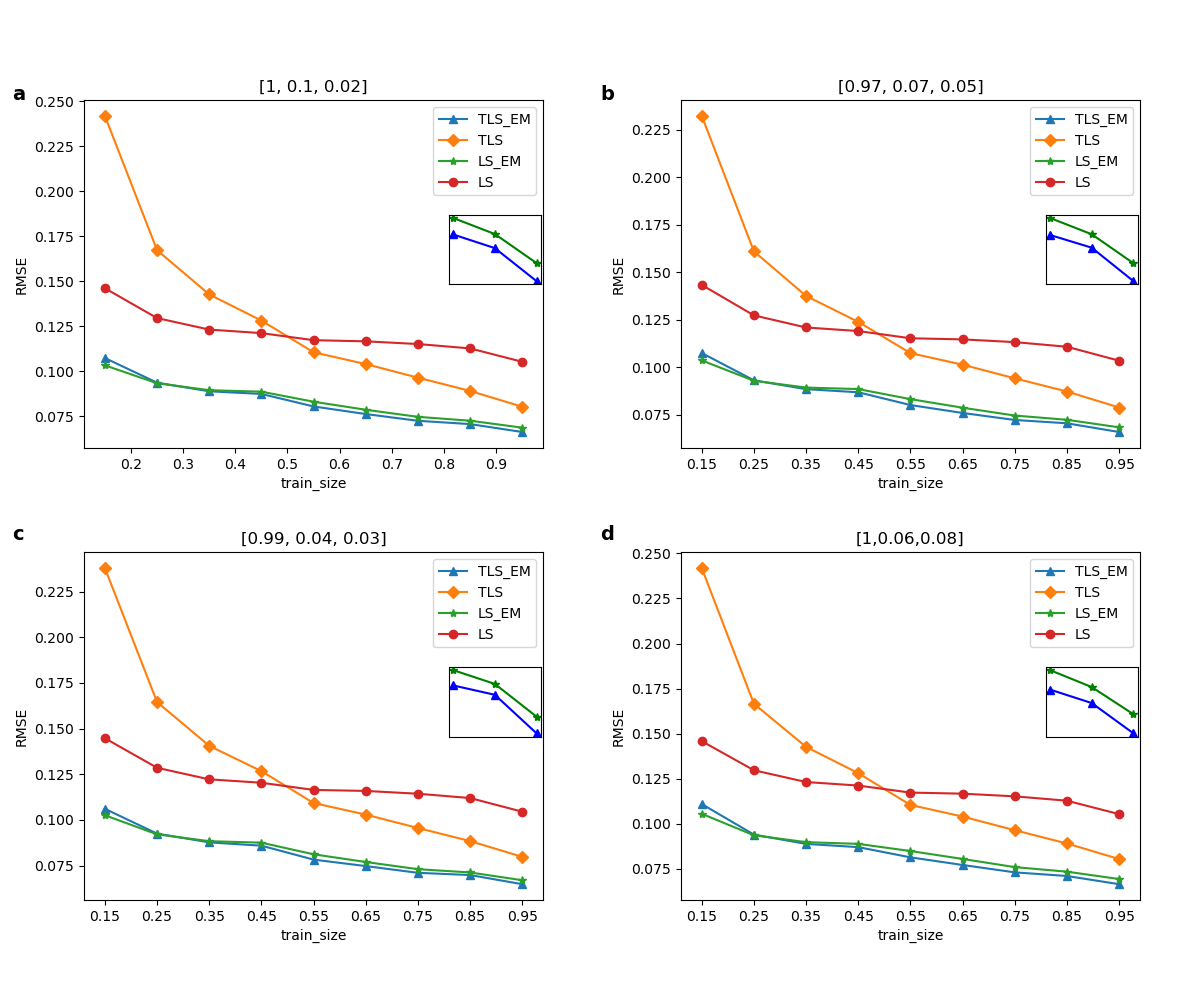 a
[1, 0.1, 0.02]
0.250
0.225
0.200
0.175
0.150
0.125
0.100
0.075
RMSE
TLS_EM
TLS
LS_EM
LS
0.2 0.3 0.4 0.5 0.6 0.7 0.8 0.9
train_size
b
[0.97, 0.07, 0.05]
0.225
0.200
0.175
0.150
0.125
0.100
0.075
RMSE
TLS_EM
TLS
LS_EM
LS
0.15 0.25 0.35 0.45 0.55 0.65 0.75 0.85 0.95
train_size
c
[0.99, 0.04, 0.03]
0.225
0.200
0.175
0.150
0.125
0.100
0.075
RMSE
TLS_EM
TLS
LS_EM
LS
0.15 0.25 0.35 0.45 0.55 0.65 0.75 0.85 0.95
train_size
d
[1,0.06,0.08]
0.250
0.225
0.200
0.175
0.150
0.125
0.100
0.075
RMSE
TLS_EM
TLS
LS_EM
LS
0.15 0.25 0.35 0.45 0.55 0.65 0.75 0.85 0.95
train_size